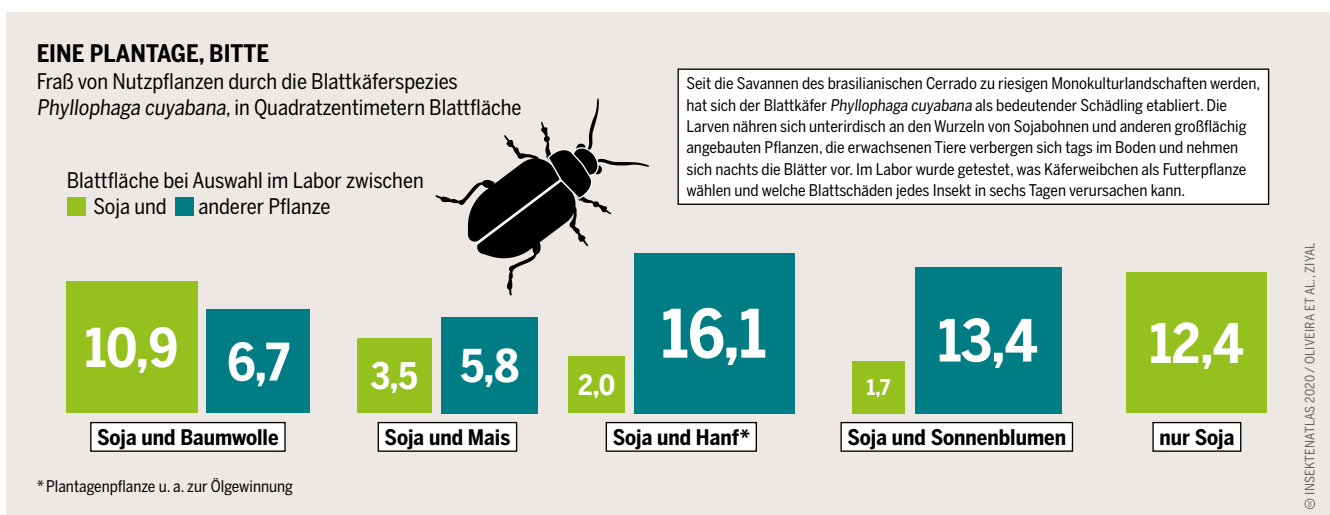 EINE PLANTAGE, BITTE
Fraß von Nutzpflanzen durch die Blattkäferspezies
Phyllophaga cuyabana, in Quadratzentimetern Blattfläche
Seit die Savannen des brasilianischen Cerrado zu riesigen Monokulturlandschaften werden,
hat sich der Blattkäfer Phyllophaga cuyabana als bedeutender Schädling etabliert. Die
Larven nähren sich unterirdisch an den Wurzeln von Sojabohnen und anderen großflächig
angebauten Pflanzen, die erwachsenen Tiere verbergen sich tags im Boden und nehmen
sich nachts die Blätter vor. Im Labor wurde getestet, was Käferweibchen als Futterpflanze
wählen und welche Blattschäden jedes Insekt in sechs Tagen verursachen kann.
Blattfläche bei Auswahl im Labor zwischen
Soja und anderer Pflanze
10,9
6,7
Soja und Baumwolle
3,5
5,8
Soja und Mais
2,0
16,1
Soja und Hanf*
1,7
13,4
Soja und Sonnenblumen
12,4
nur Soja
* Plantagenpflanze u. a. zur Ölgewinnung
INSEKTENATLAS 2020 / OLIVEIRA ET AL., ZIYAL